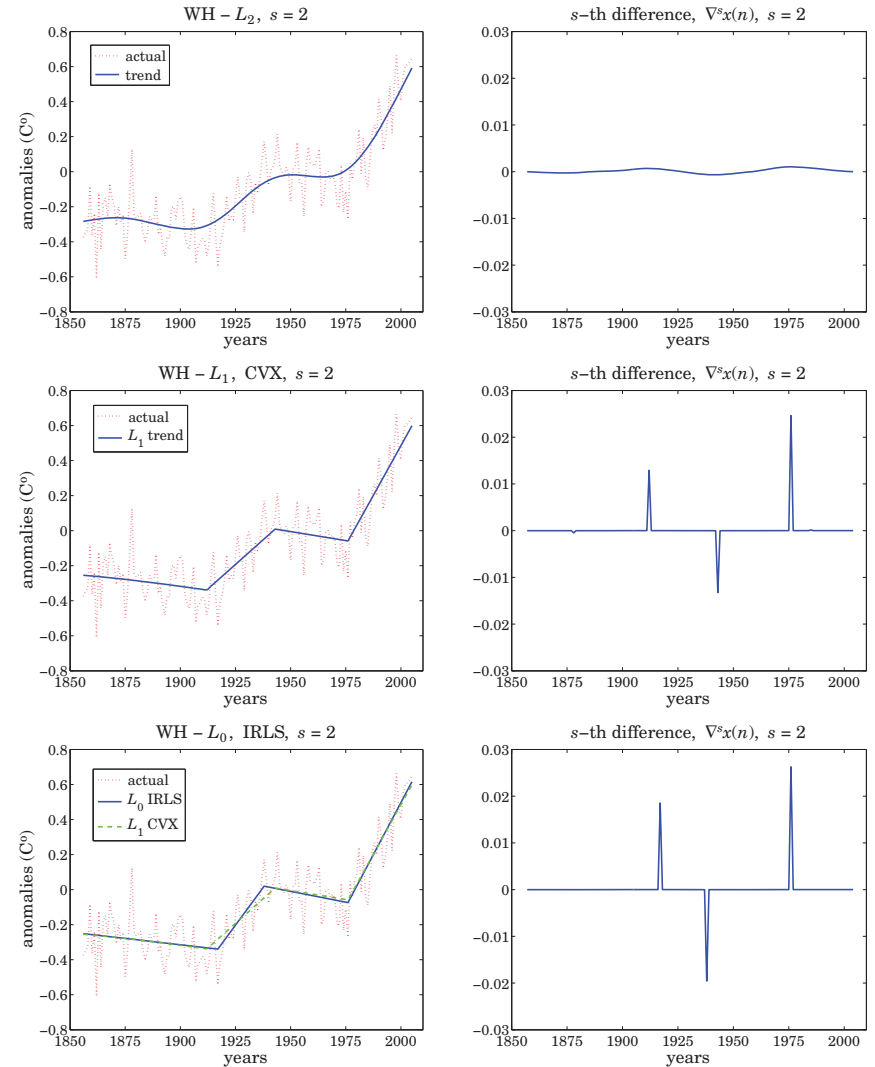 WH − L₂, s = 2
0.8
0.6
0.4
0.2
0
−0.2
−0.4
−0.6
−0.8
anomalies (Cᵒ)
actual
trend
1850 1875 1900 1925 1950 1975 2000
years
s−th difference, ∇ˢx(n), s = 2
0.03
0.02
0.01
0
−0.01
−0.02
−0.03
1850 1875 1900 1925 1950 1975 2000
years
WH − L₁, CVX, s = 2
0.8
0.6
0.4
0.2
0
−0.2
−0.4
−0.6
−0.8
anomalies (Cᵒ)
actual
L₁ trend
1850 1875 1900 1925 1950 1975 2000
years
s−th difference, ∇ˢx(n), s = 2
0.03
0.02
0.01
0
−0.01
−0.02
−0.03
1850 1875 1900 1925 1950 1975 2000
years
WH − L₀, IRLS, s = 2
0.8
0.6
0.4
0.2
0
−0.2
−0.4
−0.6
−0.8
anomalies (Cᵒ)
actual
L₀ IRLS
L₁ CVX
1850 1875 1900 1925 1950 1975 2000
years
s−th difference, ∇ˢx(n), s = 2
0.03
0.02
0.01
0
−0.01
−0.02
−0.03
1850 1875 1900 1925 1950 1975 2000
years